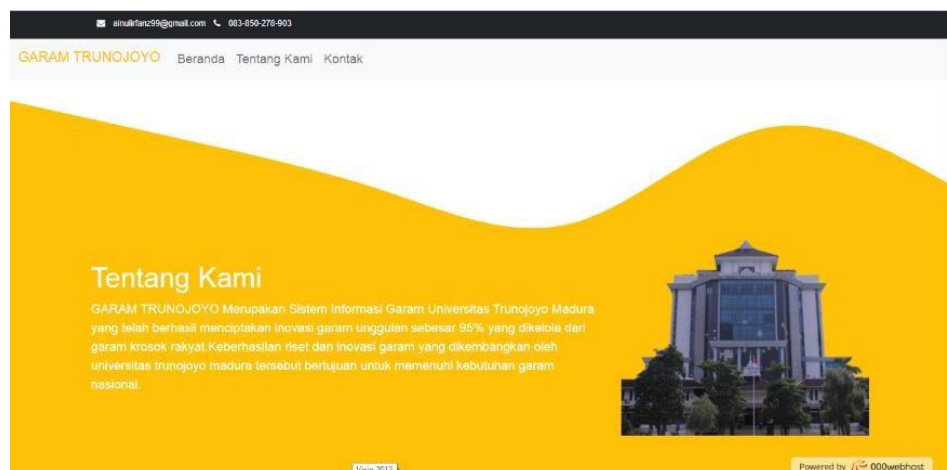 ainulirfanz99@gmail.com 083-850-278-903
GARAM TRUNOJOYO Beranda Tentang Kami Kontak
Tentang Kami
GARAM TRUNOJOYO Merupakan Sistem Informasi Garam Universitas Trunojoyo Madura
yang telah berhasil menciptakan inovasi garam unggulan sebesar 95% yang dikelola dari
garam krosok rakyat.Keberhasilan riset dan inovasi garam yang dikembangkan oleh
universitas trunojoyo madura tersebut bertujuan untuk memenuhi kebutuhan garam
nasional.
2013
Powered by 000webhost